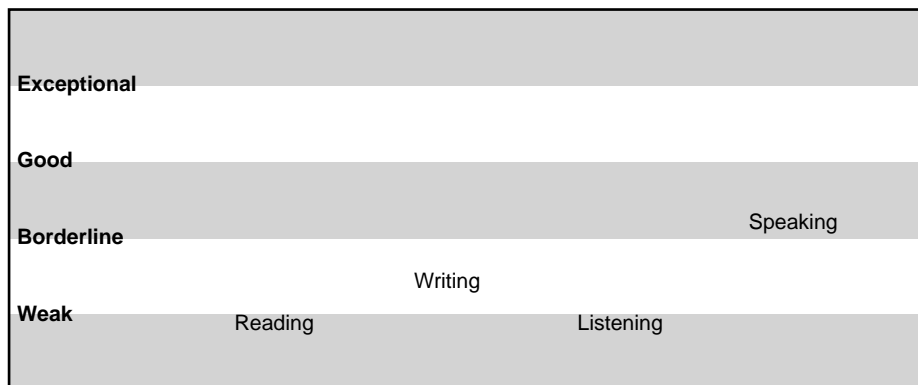 Exceptional
Good
Speaking
Borderline
Writing
Weak
Reading Listening